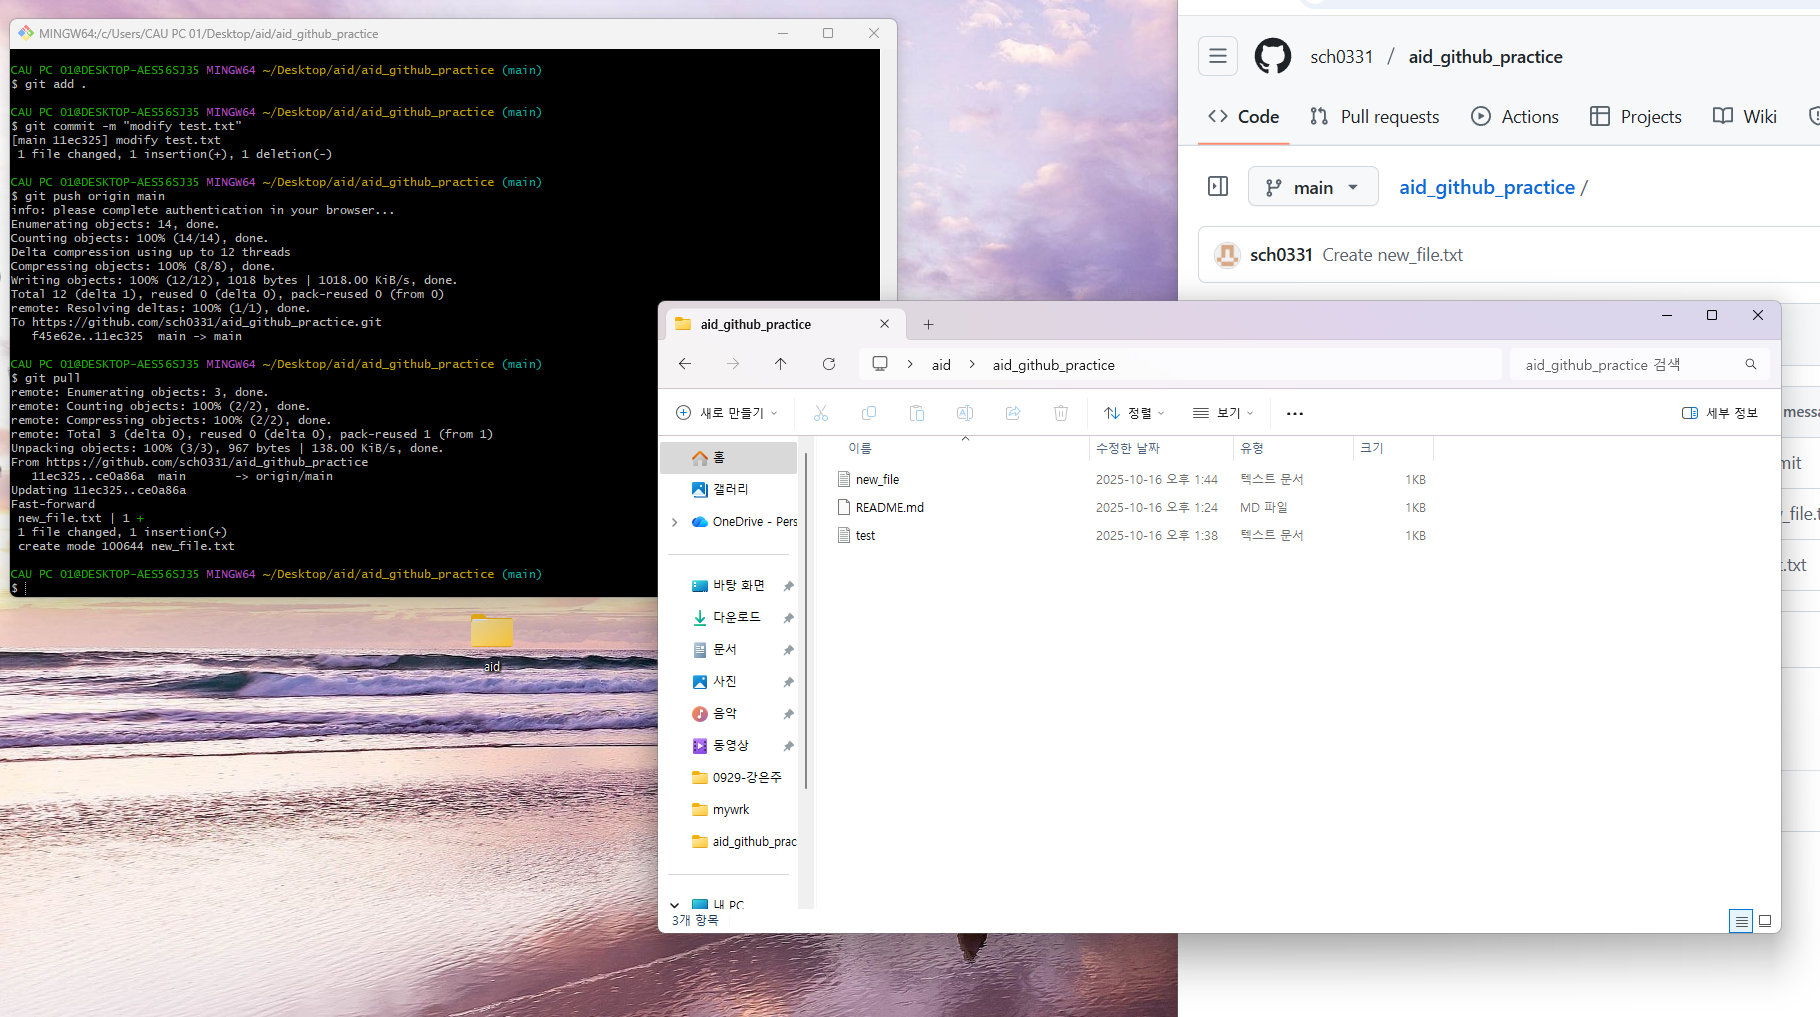 MINGW64:/c/Users/CAU PC 01/Desktop/aid/aid_github_practice
CAU PC 01@DESKTOP-AES56SJ35 MINGW64 ~/Desktop/aid/aid_github_practice (main)
$ git add .
CAU PC 01@DESKTOP-AES56SJ35 MINGW64 ~/Desktop/aid/aid_github_practice (main)
$ git commit -m "modify test.txt"
[main 11ec325] modify test.txt
1 file changed, 1 insertion(+), 1 deletion(-)
CAU PC 01@DESKTOP-AES56SJ35 MINGW64 ~/Desktop/aid/aid_github_practice (main)
$ git push origin main
info: please complete authentication in your browser...
Enumerating objects: 14, done.
Counting objects: 100% (14/14), done.
Delta compression using up to 12 threads
Compressing objects: 100% (8/8), done.
Writing objects: 100% (12/12), 1018 bytes | 1018.00 KiB/s, done.
Total 12 (delta 1), reused 0 (delta 0), pack-reused 0 (from 0)
remote: Resolving deltas: 100% (1/1), done.
To https://github.com/sch0331/aid_github_practice.git
f45e62e..11ec325  main -> main
CAU PC 01@DESKTOP-AES56SJ35 MINGW64 ~/Desktop/aid/aid_github_practice (main)
$ git pull
remote: Enumerating objects: 3, done.
remote: Counting objects: 100% (2/2), done.
remote: Compressing objects: 100% (2/2), done.
remote: Total 3 (delta 0), reused 0 (delta 0), pack-reused 1 (from 1)
Unpacking objects: 100% (3/3), 967 bytes | 138.00 KiB/s, done.
From https://github.com/sch0331/aid_github_practice
11ec325..ce0a86a  main       -> origin/main
Updating 11ec325..ce0a86a
Fast-forward
new_file.txt | 1 +
1 file changed, 1 insertion(+)
create mode 100644 new_file.txt
CAU PC 01@DESKTOP-AES56SJ35 MINGW64 ~/Desktop/aid/aid_github_practice (main)
$
aid
sch0331 / aid_github_practice
Code Pull requests Actions Projects Wiki
main aid_github_practice /
sch0331 Create new_file.txt
messa
mit
_file.t
t.txt
aid_github_practice
aid > aid_github_practice
aid_github_practice 검색
새로 만들기 정렬 보기 ... 세부 정보
홈
갤러리
OneDrive - Pers
바탕 화면
다운로드
문서
사진
음악
동영상
0929-강은주
mywrk
aid_github_prac
내 PC
이름 수정한 날짜 유형 크기
new_file 2025-10-16 오후 1:44 텍스트 문서 1KB
README.md 2025-10-16 오후 1:24 MD 파일 1KB
test 2025-10-16 오후 1:38 텍스트 문서 1KB
3개 항목